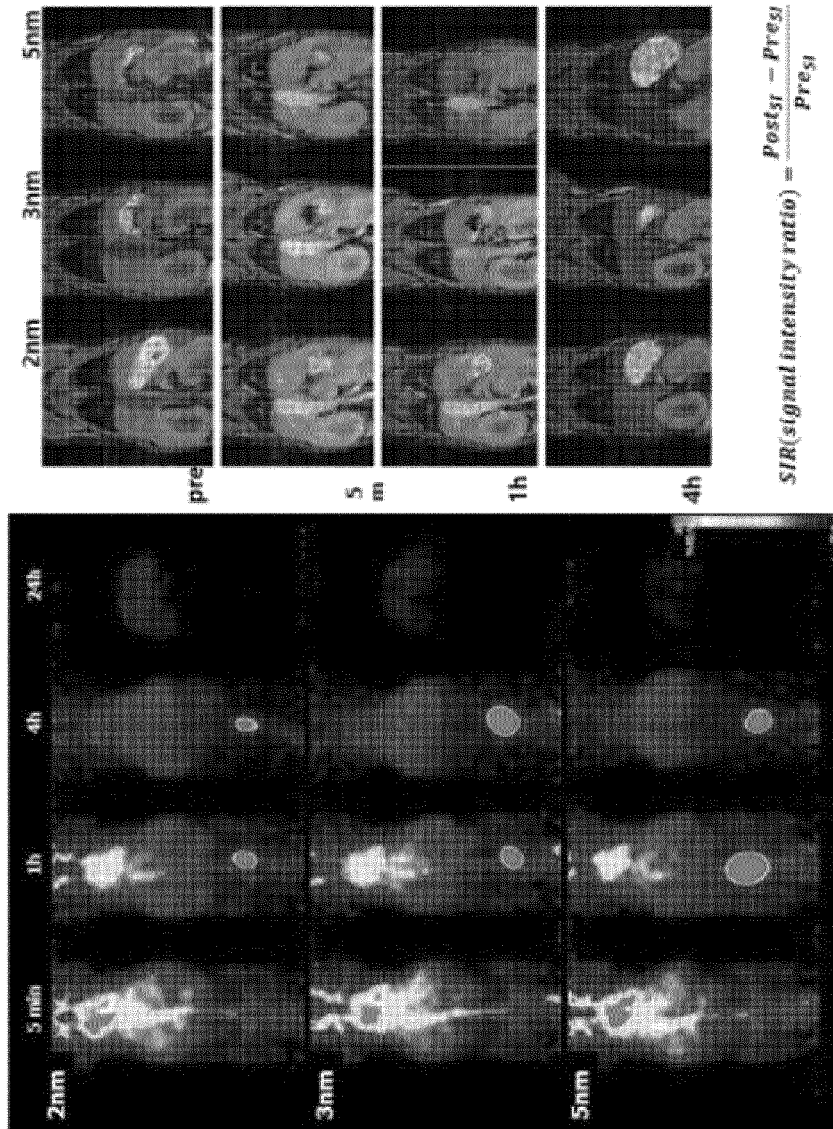 5 min 1h 4h 24h
2nm
3nm
5nm
2nm 3nm 5nm
pre
5
m
1h
4h
SIR(signal intensity ratio) = Post_SI − Pre_SI / Pre_SI